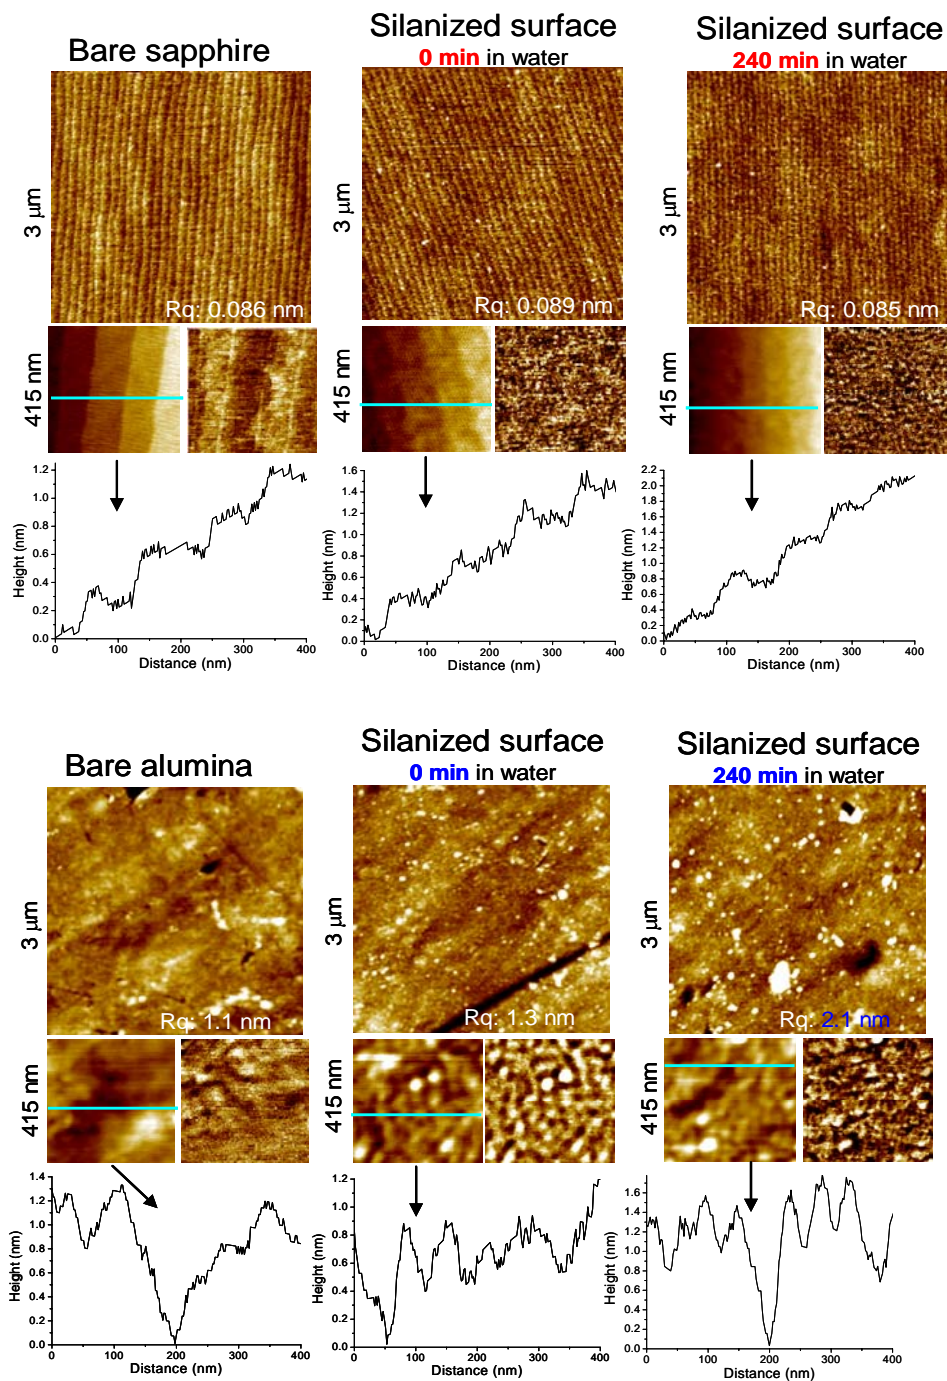 Bare sapphire
Silanized surface
0 min in water
Silanized surface
240 min in water
3 μm
Rq: 0.086 nm
3 μm
Rq: 0.089 nm
3 μm
Rq: 0.085 nm
415 nm
415 nm
415 nm
Height (nm)
1.2
1.0
0.8
0.6
0.4
0.2
0.0
0 100 200 300 400
Distance (nm)
Height (nm)
1.6
1.4
1.2
1.0
0.8
0.6
0.4
0.2
0.0
0 100 200 300 400
Distance (nm)
Height (nm)
2.2
2.0
1.8
1.6
1.4
1.2
1.0
0.8
0.6
0.4
0.2
0.0
0 100 200 300 400
Distance (nm)
Bare alumina
Silanized surface
0 min in water
Silanized surface
240 min in water
3 μm
Rq: 1.1 nm
3 μm
Rq: 1.3 nm
3 μm
Rq: 2.1 nm
415 nm
415 nm
415 nm
Height (nm)
1.4
1.2
1.0
0.8
0.6
0.4
0.2
0.0
0 100 200 300 400
Distance (nm)
Height (nm)
1.2
1.0
0.8
0.6
0.4
0.2
0.0
0 100 200 300 400
Distance (nm)
Height (nm)
1.6
1.4
1.2
1.0
0.8
0.6
0.4
0.2
0.0
0 100 200 300 400
Distance (nm)